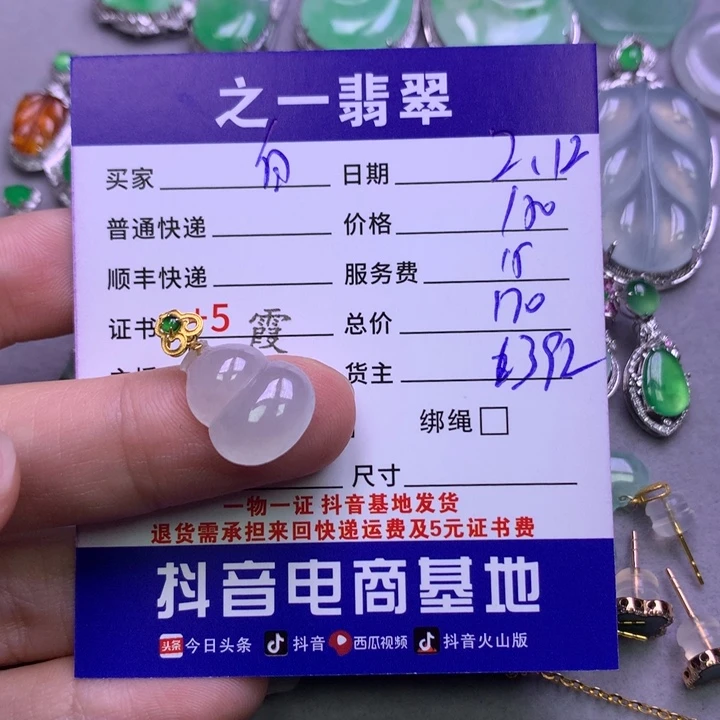 之一翡翠
买家 日期 2.12
普通快递 价格 150
顺丰快递 服务费 15
证书 +5 霞 总价 170
货主
绑绳
尺寸
一物一证 抖音基地发货
退货需承担来回快递运费及5元证书费
抖音电商基地
头条 今日头条 抖音 西瓜视频 抖音火山版